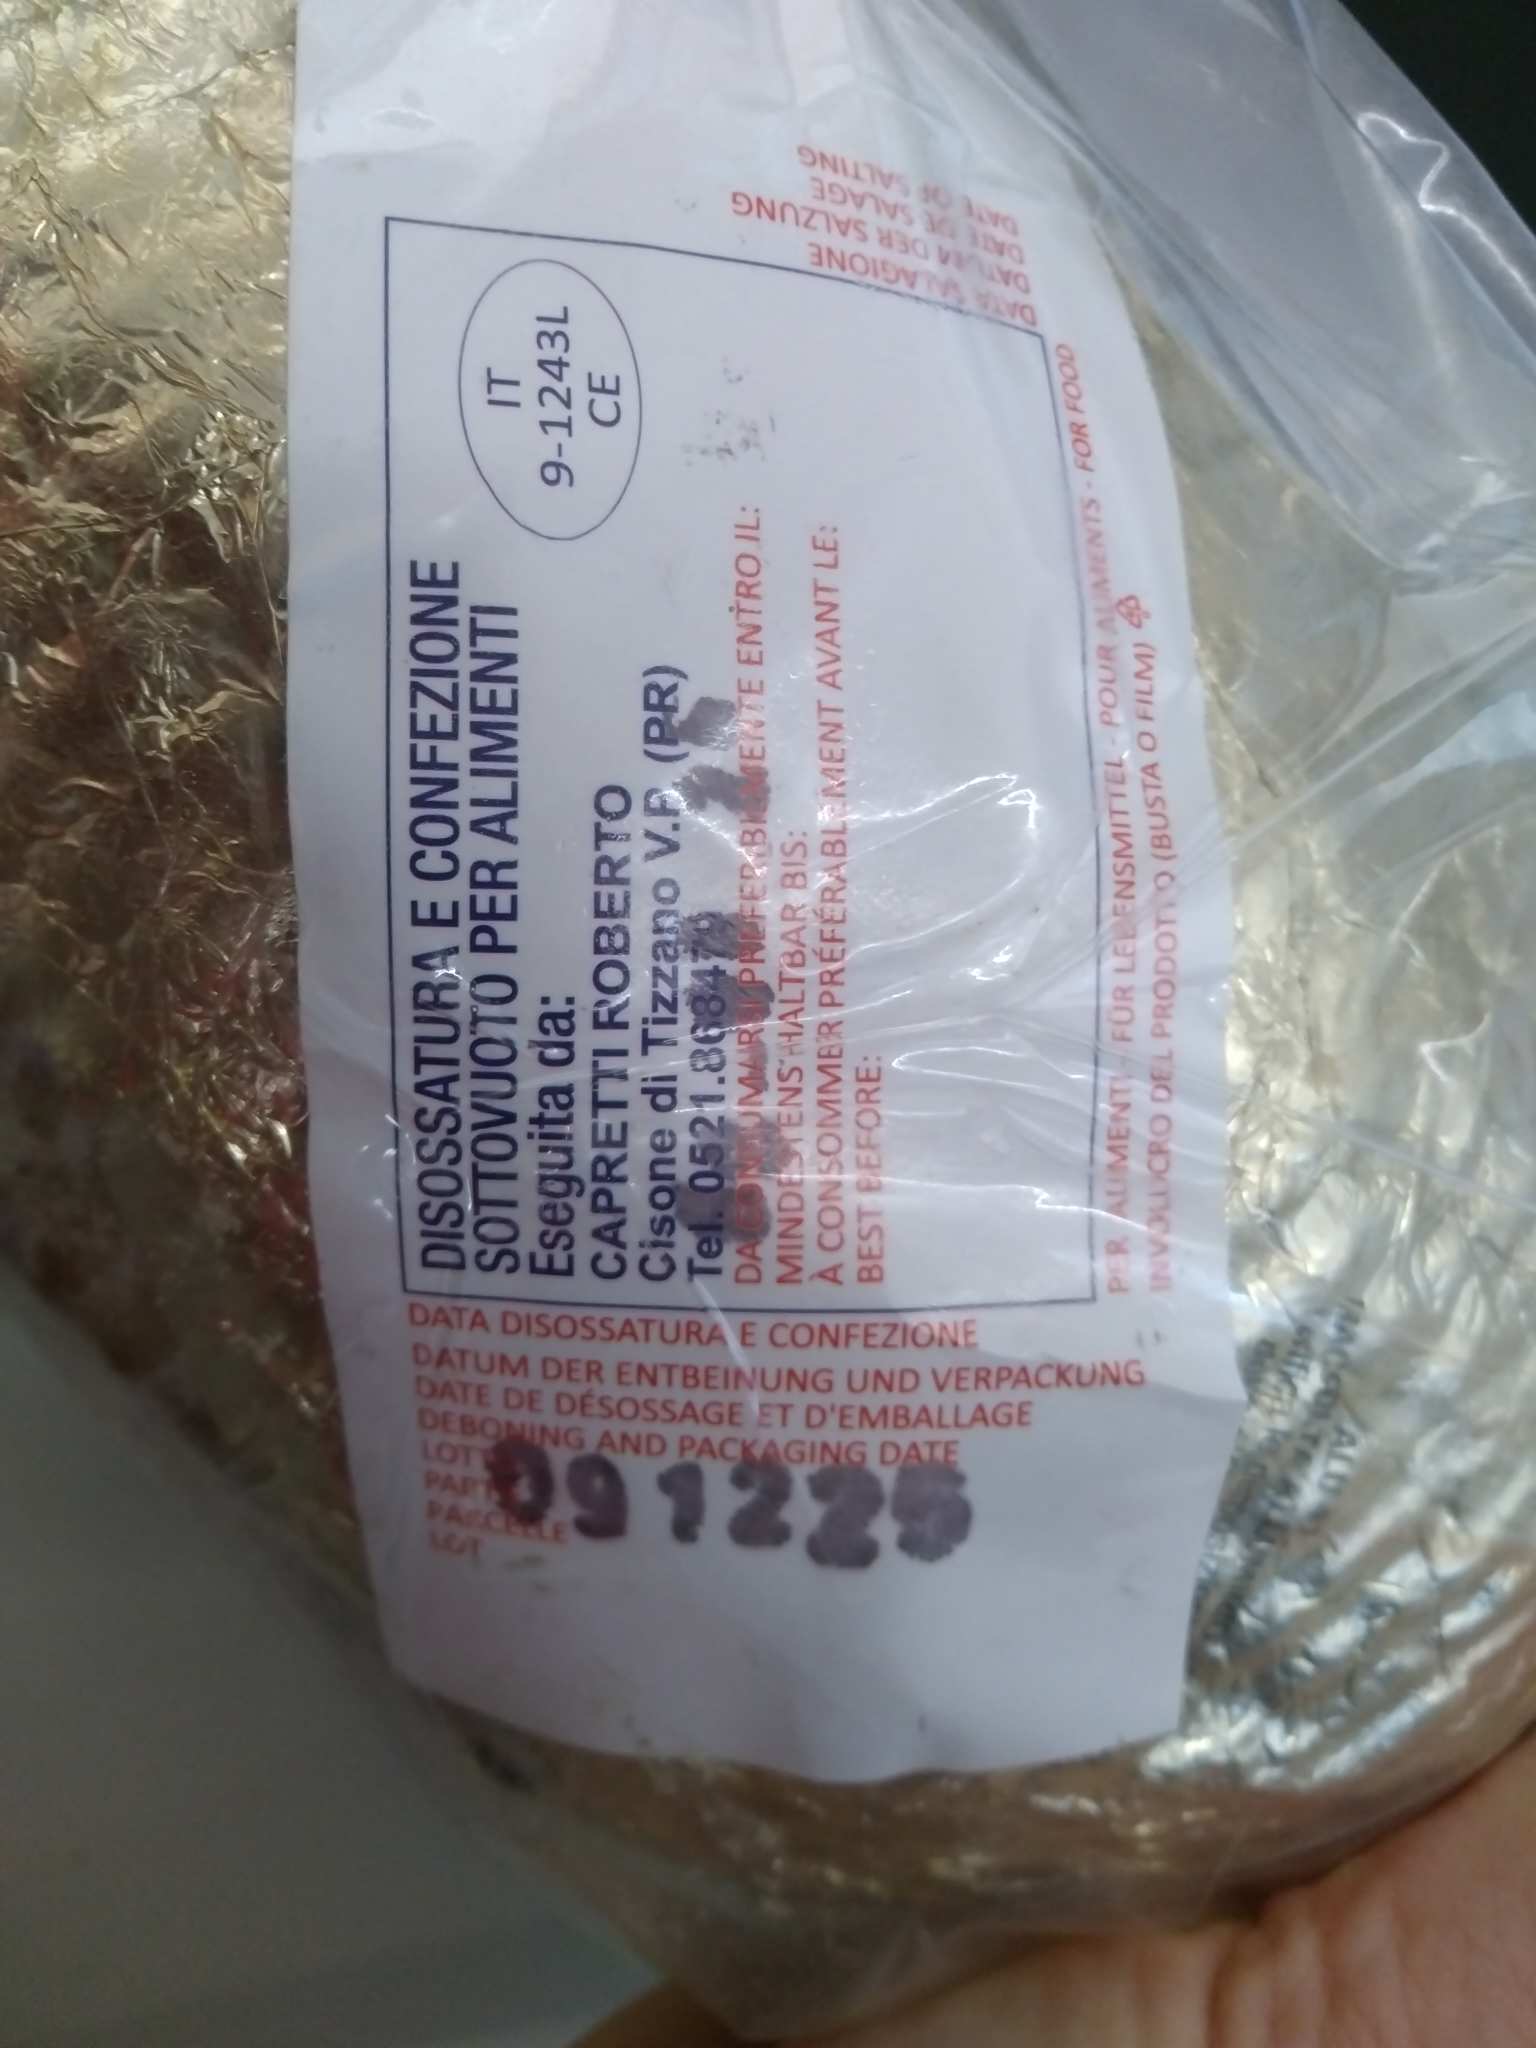 DISOSSATURA E CONFEZIONE
SOTTOVUOTO PER ALIMENTI
Eseguita da:
CAPRETTI ROBERTO
Cisone di Tizzano V.P. (PR)
Tel. 0521.868479
IT
9-1243L
CE
DA CONSUMARSI PREFERIBILMENTE ENTRO IL:
MINDESTENS HALTBAR BIS:
À CONSOMMER PRÉFÉRABLEMENT AVANT LE:
BEST BEFORE:
PER ALIMENTI - FÜR LEBENSMITTEL - POUR ALIMENTS - FOR FOOD
INVOLUCRO DEL PRODOTTO (BUSTA O FILM)
DATA DISOSSATURA E CONFEZIONE
DATUM DER ENTBEINUNG UND VERPACKUNG
DATE DE DÉSOSSAGE ET D'EMBALLAGE
DEBONING AND PACKAGING DATE
LOTTO
PARTIE
PARCELLE
LOT
091225
DATA SALAGIONE
DATUM DER SALZUNG
DATE DE SALAGE
DATE OF SALTING